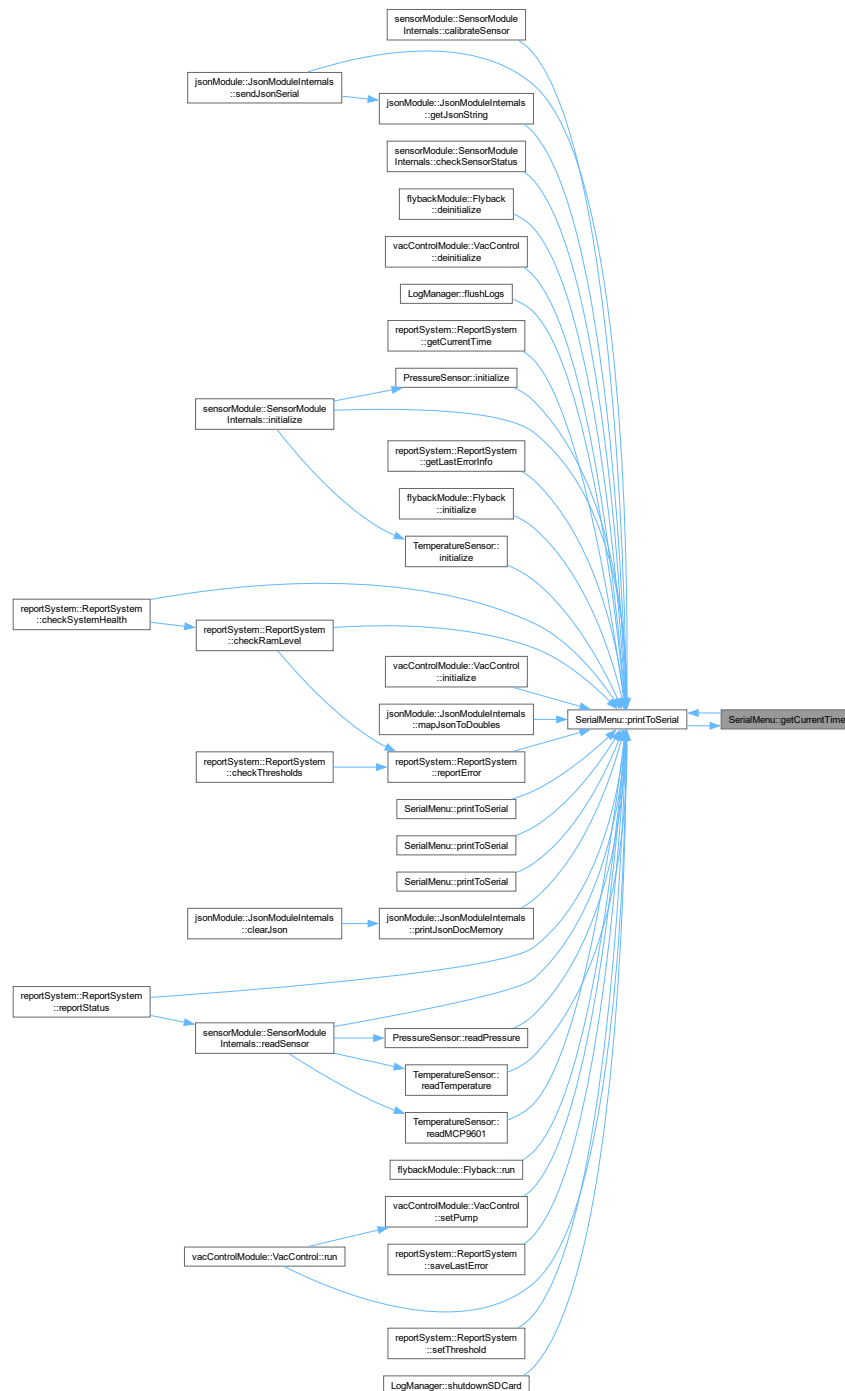 sensorModule::SensorModule
Internals::calibrateSensor
jsonModule::JsonModuleInternals
::sendJsonSerial
jsonModule::JsonModuleInternals
::getJsonString
sensorModule::SensorModule
Internals::checkSensorStatus
flybackModule::Flyback
::deinitialize
vacControlModule::VacControl
::deinitialize
LogManager::flushLogs
reportSystem::ReportSystem
::getCurrentTime
PressureSensor::initialize
sensorModule::SensorModule
Internals::initialize
reportSystem::ReportSystem
::getLastErrorInfo
flybackModule::Flyback
::initialize
TemperatureSensor::
initialize
reportSystem::ReportSystem
::checkSystemHealth
reportSystem::ReportSystem
::checkRamLevel
vacControlModule::VacControl
::initialize
jsonModule::JsonModuleInternals
::mapJsonToDoubles
SerialMenu::printToSerial
SerialMenu::getCurrentTime
reportSystem::ReportSystem
::checkThresholds
reportSystem::ReportSystem
::reportError
SerialMenu::printToSerial
SerialMenu::printToSerial
SerialMenu::printToSerial
jsonModule::JsonModuleInternals
::clearJson
jsonModule::JsonModuleInternals
::printJsonDocMemory
reportSystem::ReportSystem
::reportStatus
sensorModule::SensorModule
Internals::readSensor
PressureSensor::readPressure
TemperatureSensor::
readTemperature
TemperatureSensor::
readMCP9601
flybackModule::Flyback::run
vacControlModule::VacControl
::setPump
vacControlModule::VacControl::run
reportSystem::ReportSystem
::saveLastError
reportSystem::ReportSystem
::setThreshold
LogManager::shutdownSDCard